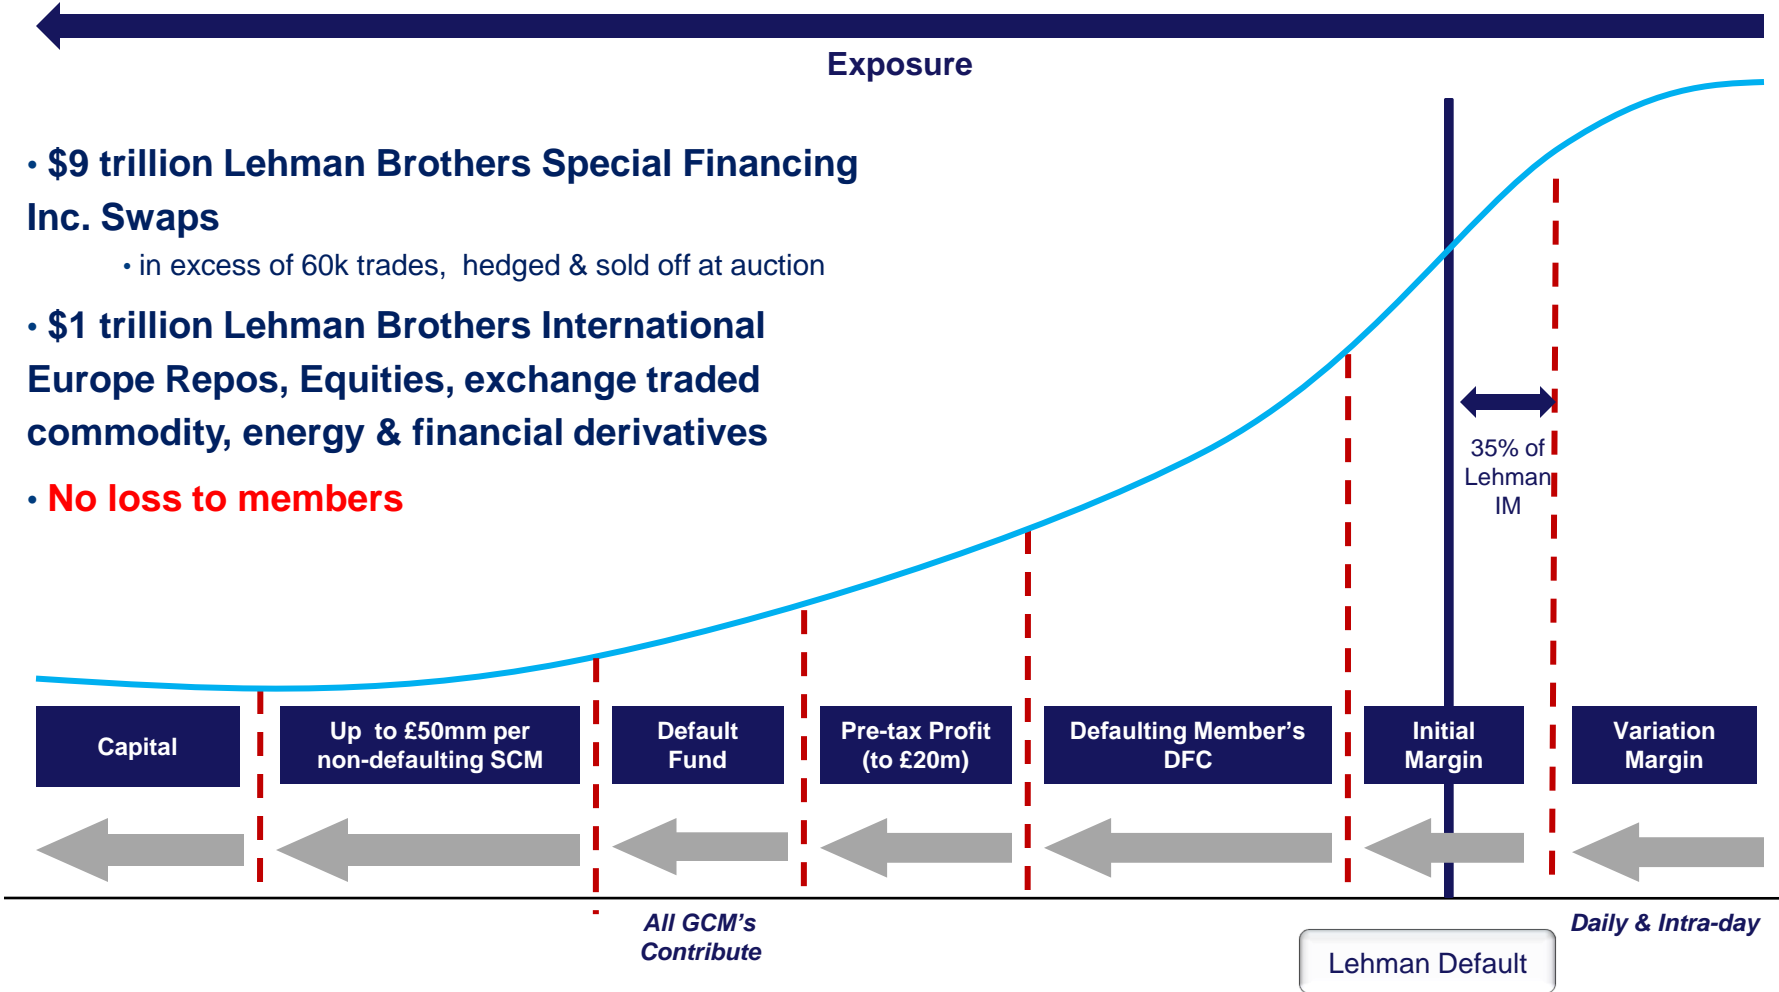 Exposure
• $9 trillion Lehman Brothers Special Financing
Inc. Swaps
• in excess of 60k trades, hedged & sold off at auction
• $1 trillion Lehman Brothers International
Europe Repos, Equities, exchange traded
commodity, energy & financial derivatives
• No loss to members
35% of
Lehman
IM
Capital
Up to £50mm per
non-defaulting SCM
Default
Fund
Pre-tax Profit
(to £20m)
Defaulting Member’s
DFC
Initial
Margin
Variation
Margin
All GCM’s
Contribute
Daily & Intra-day
Lehman Default